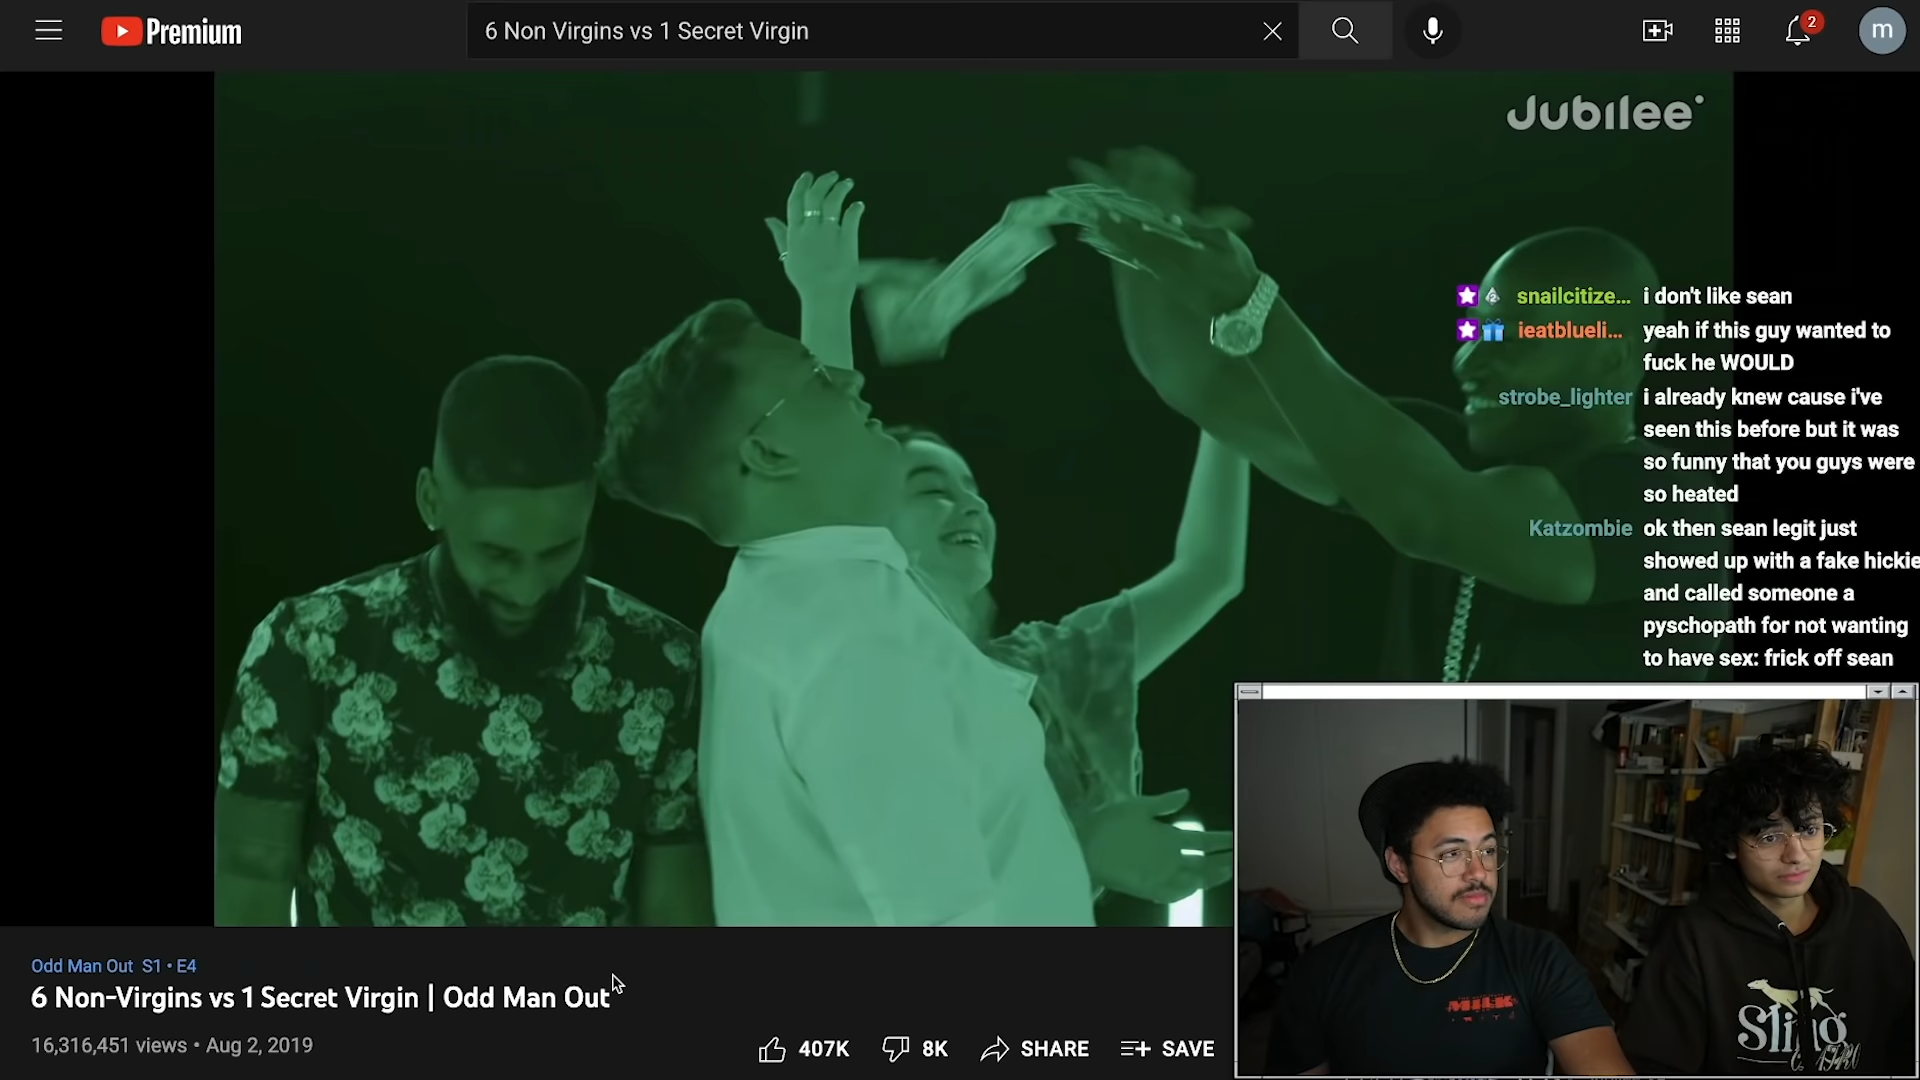 Premium
6 Non Virgins vs 1 Secret Virgin
2
m
Jubilee
snailcitize... i don't like sean
ieatblueli... yeah if this guy wanted to
fuck he WOULD
strobe_lighter i already knew cause i've
seen this before but it was
so funny that you guys were
so heated
Katzombie ok then sean legit just
showed up with a fake hickie
and called someone a
pyschopath for not wanting
to have sex: frick off sean
MILK
Sling
Odd Man Out S1 • E4
6 Non-Virgins vs 1 Secret Virgin | Odd Man Out
16,316,451 views • Aug 2, 2019
407K
8K
SHARE
SAVE